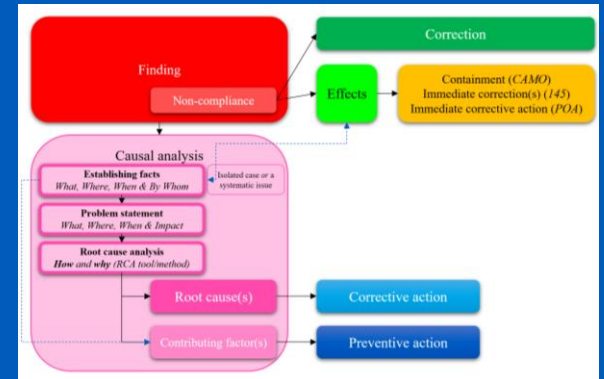 Finding
Non-compliance
Correction
Effects
Containment (CAMO)
Immediate correction(s) (145)
Immediate corrective action (POA)
Causal analysis
Establishing facts
What, Where, When & By Whom
Isolated case or a
systematic issue
Problem statement
What, Where, When & Impact
Root cause analysis
How and why (RCA tool/method)
Root cause(s)
Corrective action
Contributing factor(s)
Preventive action